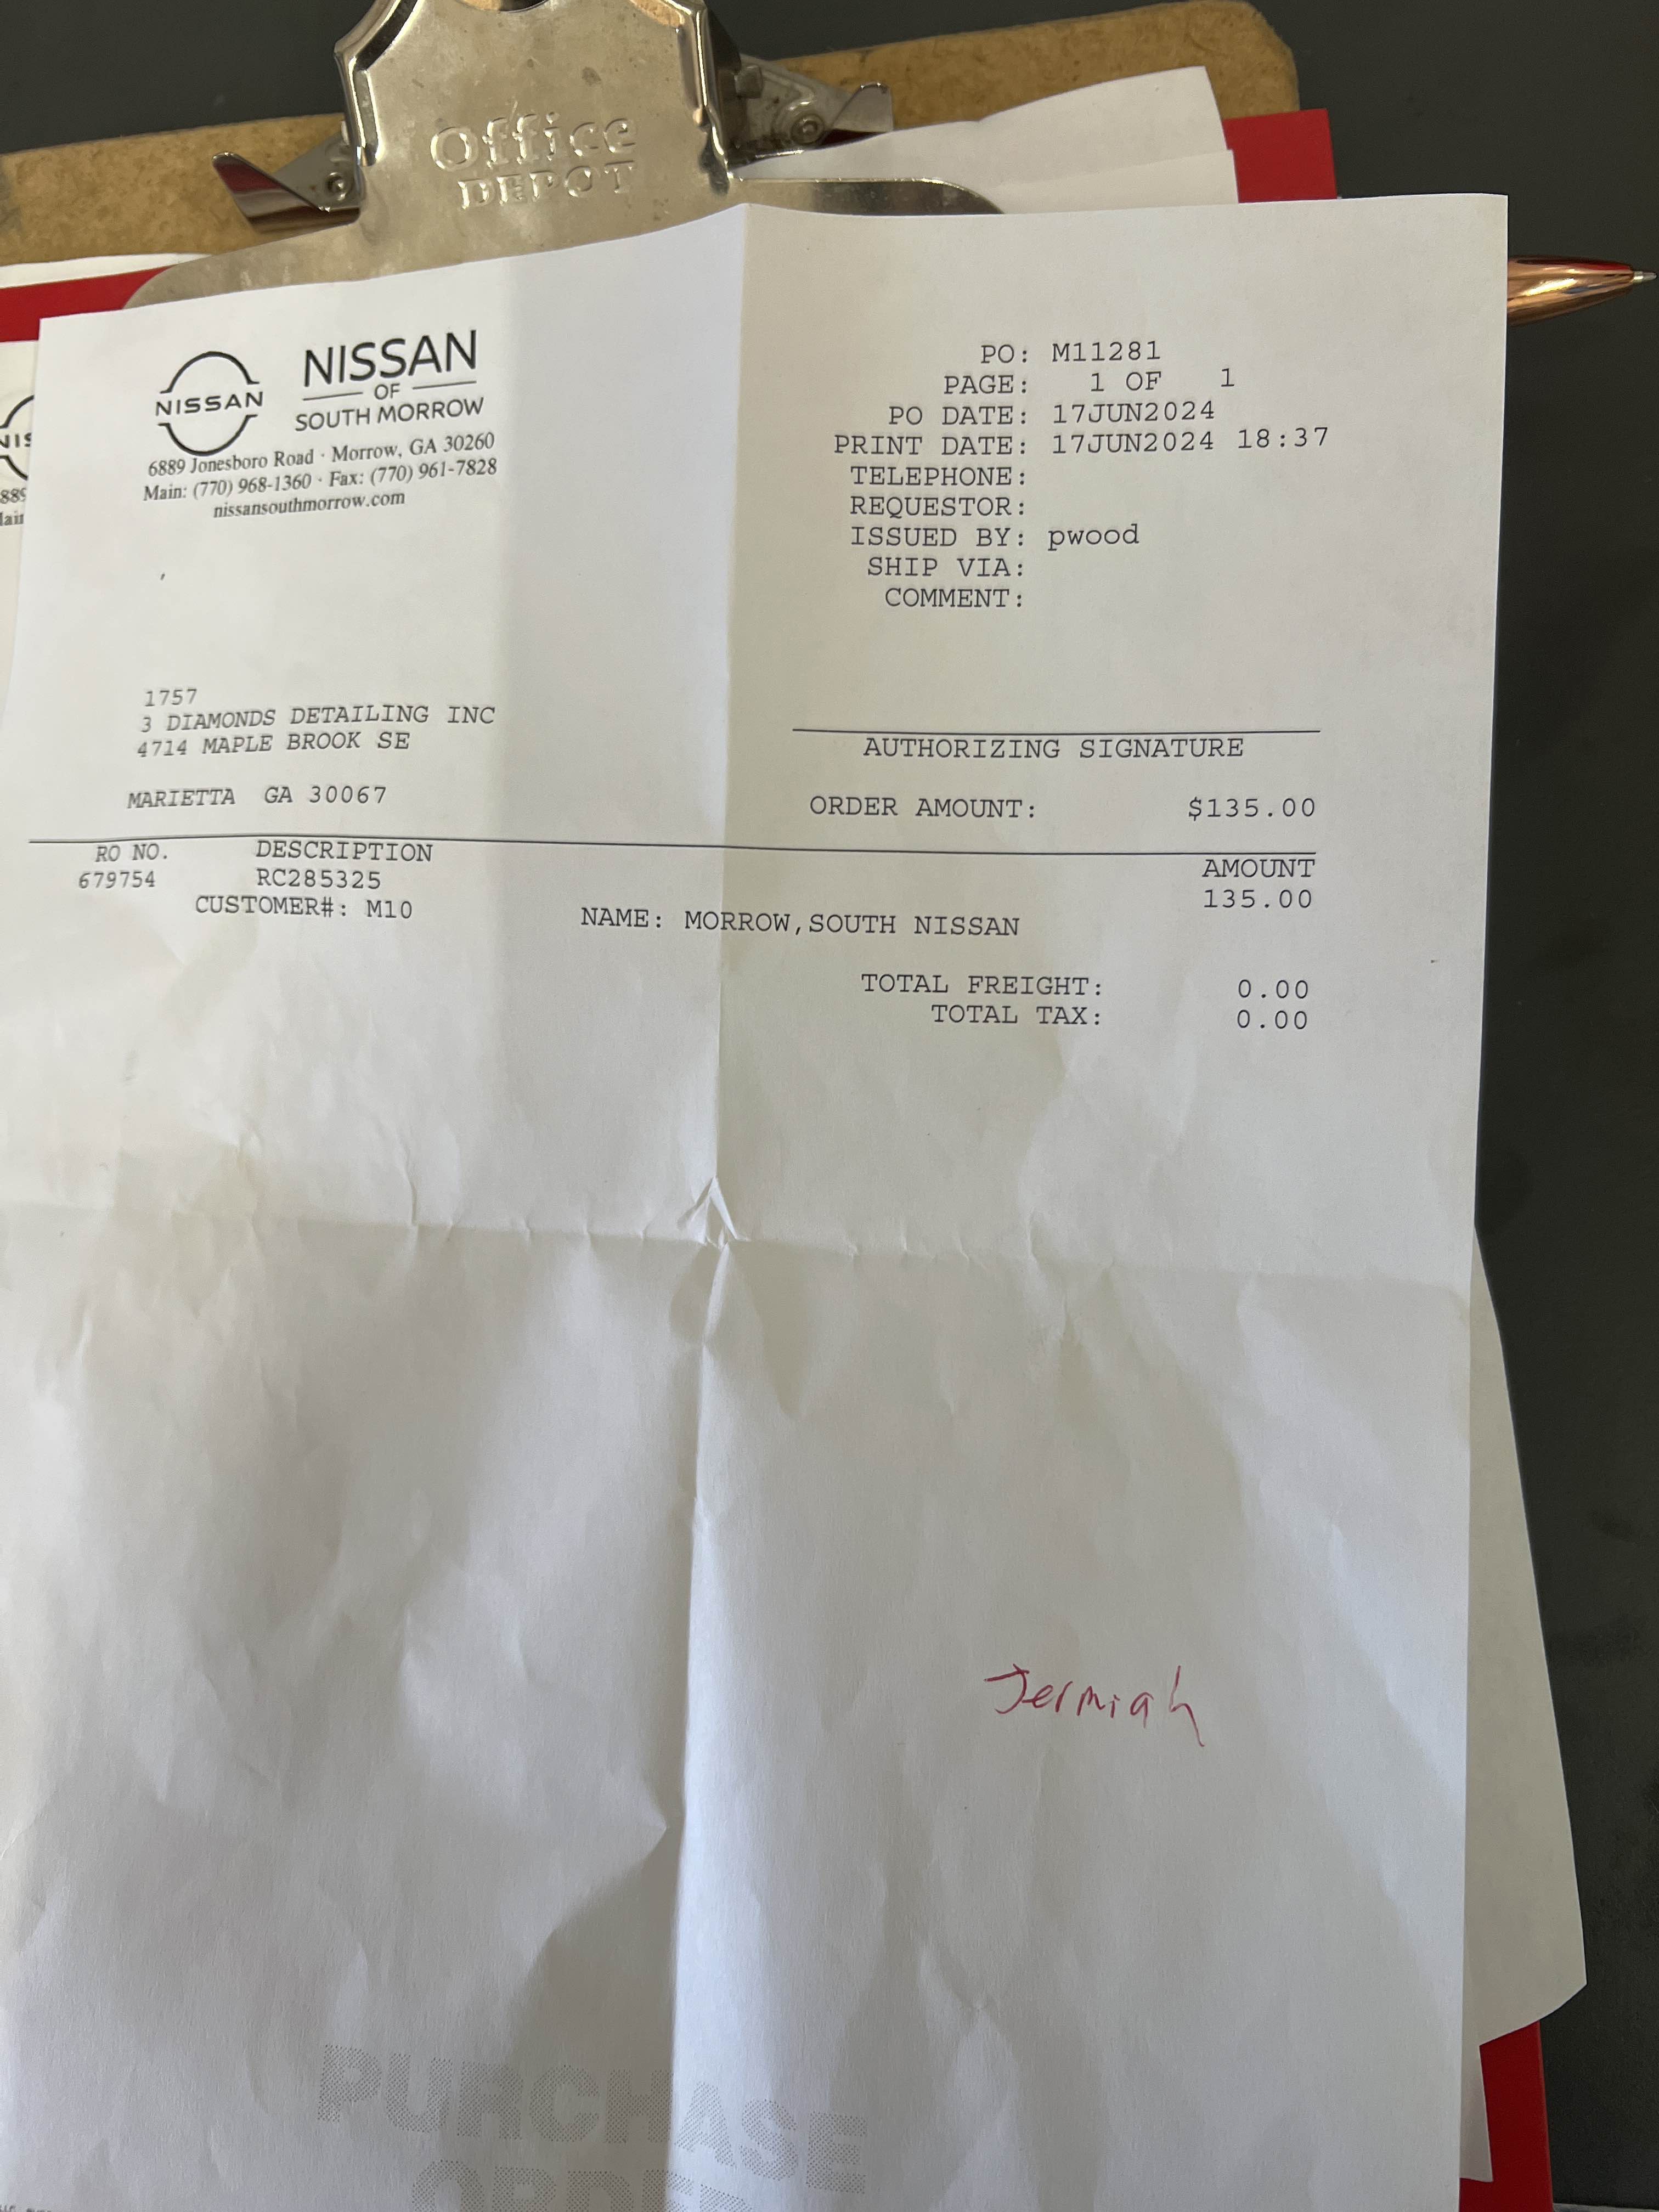 Office
DEPOT
NISSAN
NISSAN
OF
SOUTH MORROW
6889 Jonesboro Road · Morrow, GA 30260
Main: (770) 968-1360 · Fax: (770) 961-7828
nissansouthmorrow.com
PO: M11281
PAGE: 1 OF 1
PO DATE: 17JUN2024
PRINT DATE: 17JUN2024 18:37
TELEPHONE:
REQUESTOR:
ISSUED BY: pwood
SHIP VIA:
COMMENT:
1757
3 DIAMONDS DETAILING INC
4714 MAPLE BROOK SE
MARIETTA GA 30067
AUTHORIZING SIGNATURE
ORDER AMOUNT: $135.00
RO NO. DESCRIPTION AMOUNT
679754 RC285325 135.00
CUSTOMER#: M10 NAME: MORROW,SOUTH NISSAN
TOTAL FREIGHT: 0.00
TOTAL TAX: 0.00
Jermiah
PURCHASE
ORDER